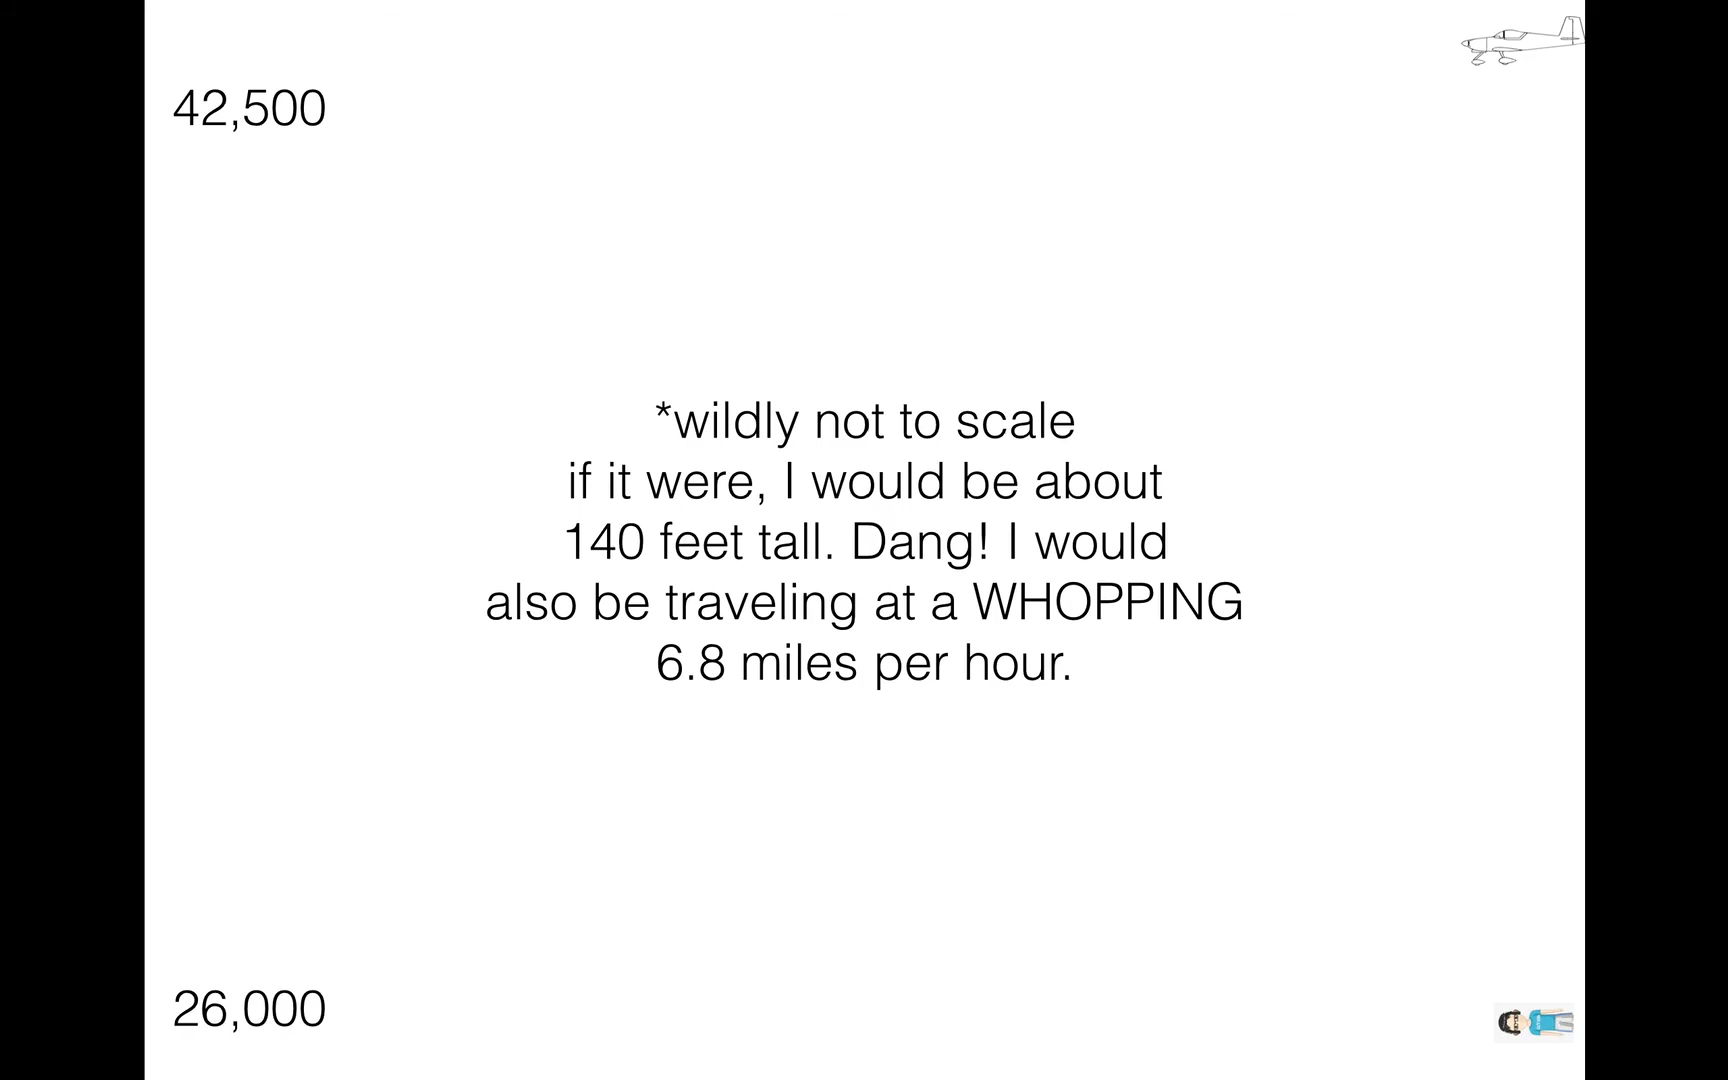 42,500
*wildly not to scale
if it were, I would be about
140 feet tall. Dang! I would
also be traveling at a WHOPPING
6.8 miles per hour.
26,000